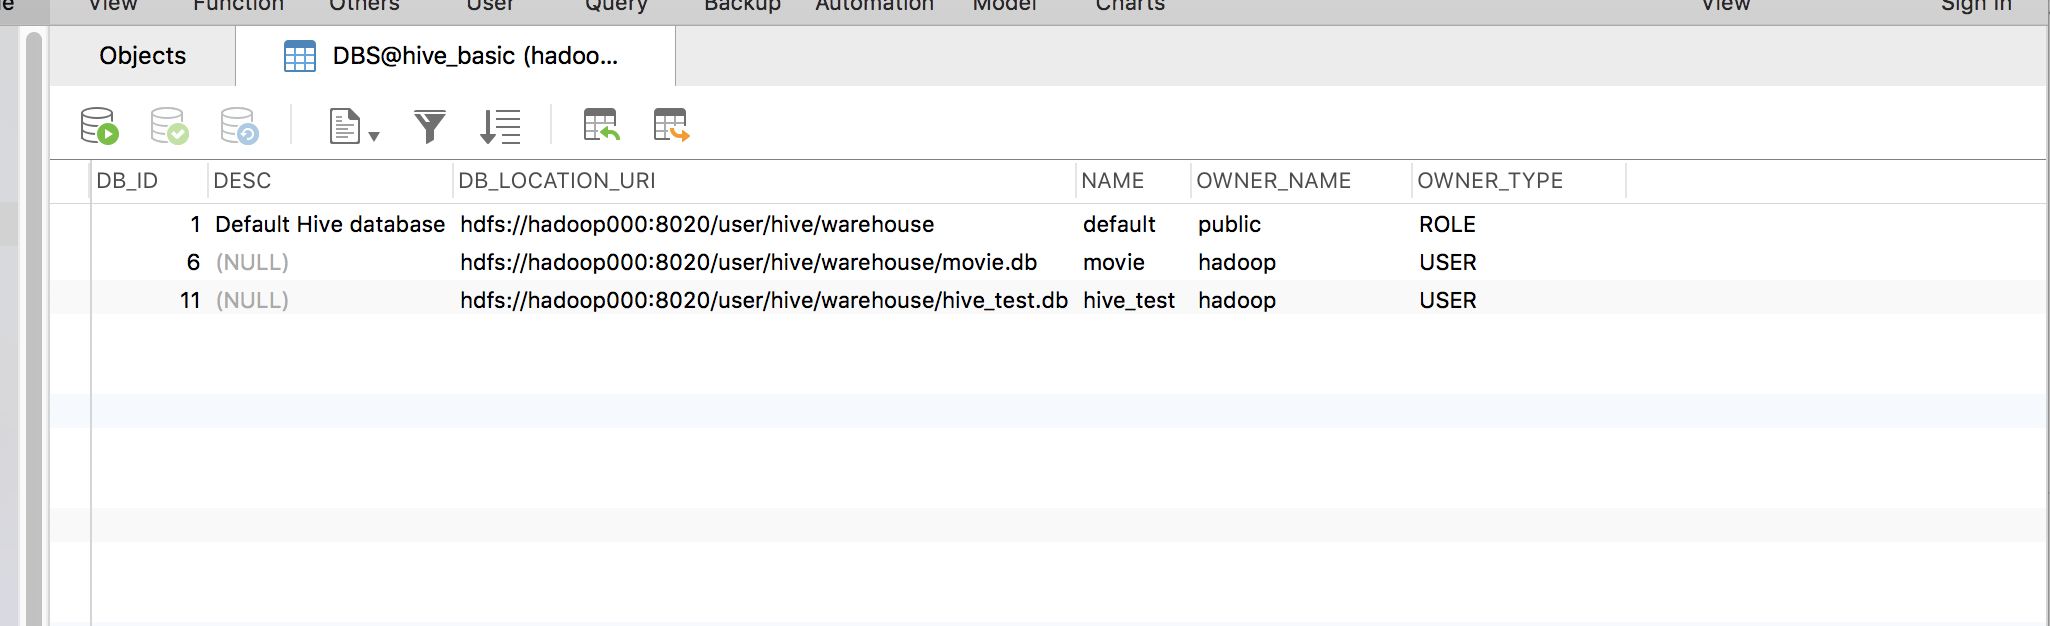 View Function Others User Query Backup Automation Model Charts View Sign In
Objects DBS@hive_basic (hadoo...
DB_ID DESC DB_LOCATION_URI NAME OWNER_NAME OWNER_TYPE
1 Default Hive database hdfs://hadoop000:8020/user/hive/warehouse default public ROLE
6 (NULL) hdfs://hadoop000:8020/user/hive/warehouse/movie.db movie hadoop USER
11 (NULL) hdfs://hadoop000:8020/user/hive/warehouse/hive_test.db hive_test hadoop USER